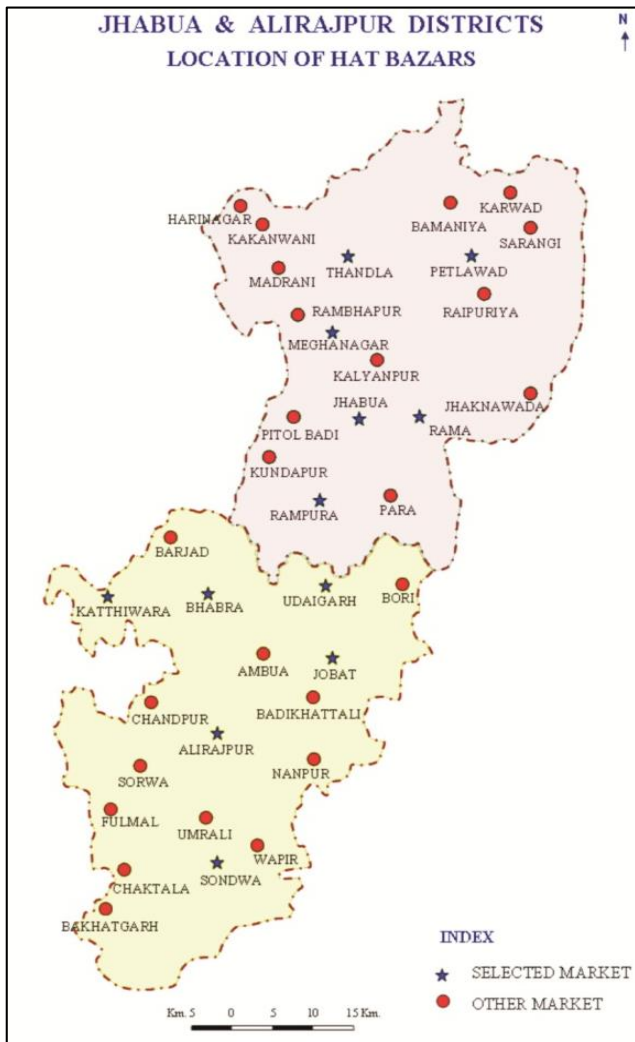 JHABUA & ALIRAJPUR DISTRICTS
LOCATION OF HAT BAZARS
N
KARWAD
HARINAGAR
BAMANIYA
KAKANWANI
SARANGI
THANDLA
PETLAWAD
MADRANI
RAIPURIYA
RAMBHAPUR
MEGHANAGAR
KALYANPUR
JHABUA
JHAKNAWADA
PITOL BADI
RAMA
KUNDAPUR
RAMPURA
PARA
BARJAD
KATTHIWARA
BHABRA
UDAIGARH
BORI
AMBUA
JOBAT
CHANDPUR
BADIKHATTALI
ALIRAJPUR
NANPUR
SORWA
FULMAL
UMRALI
WAPIR
CHAKTALA
SONDWA
BAKHATGARH
INDEX
SELECTED MARKET
OTHER MARKET
Km. 5 0 5 10 15 Km.